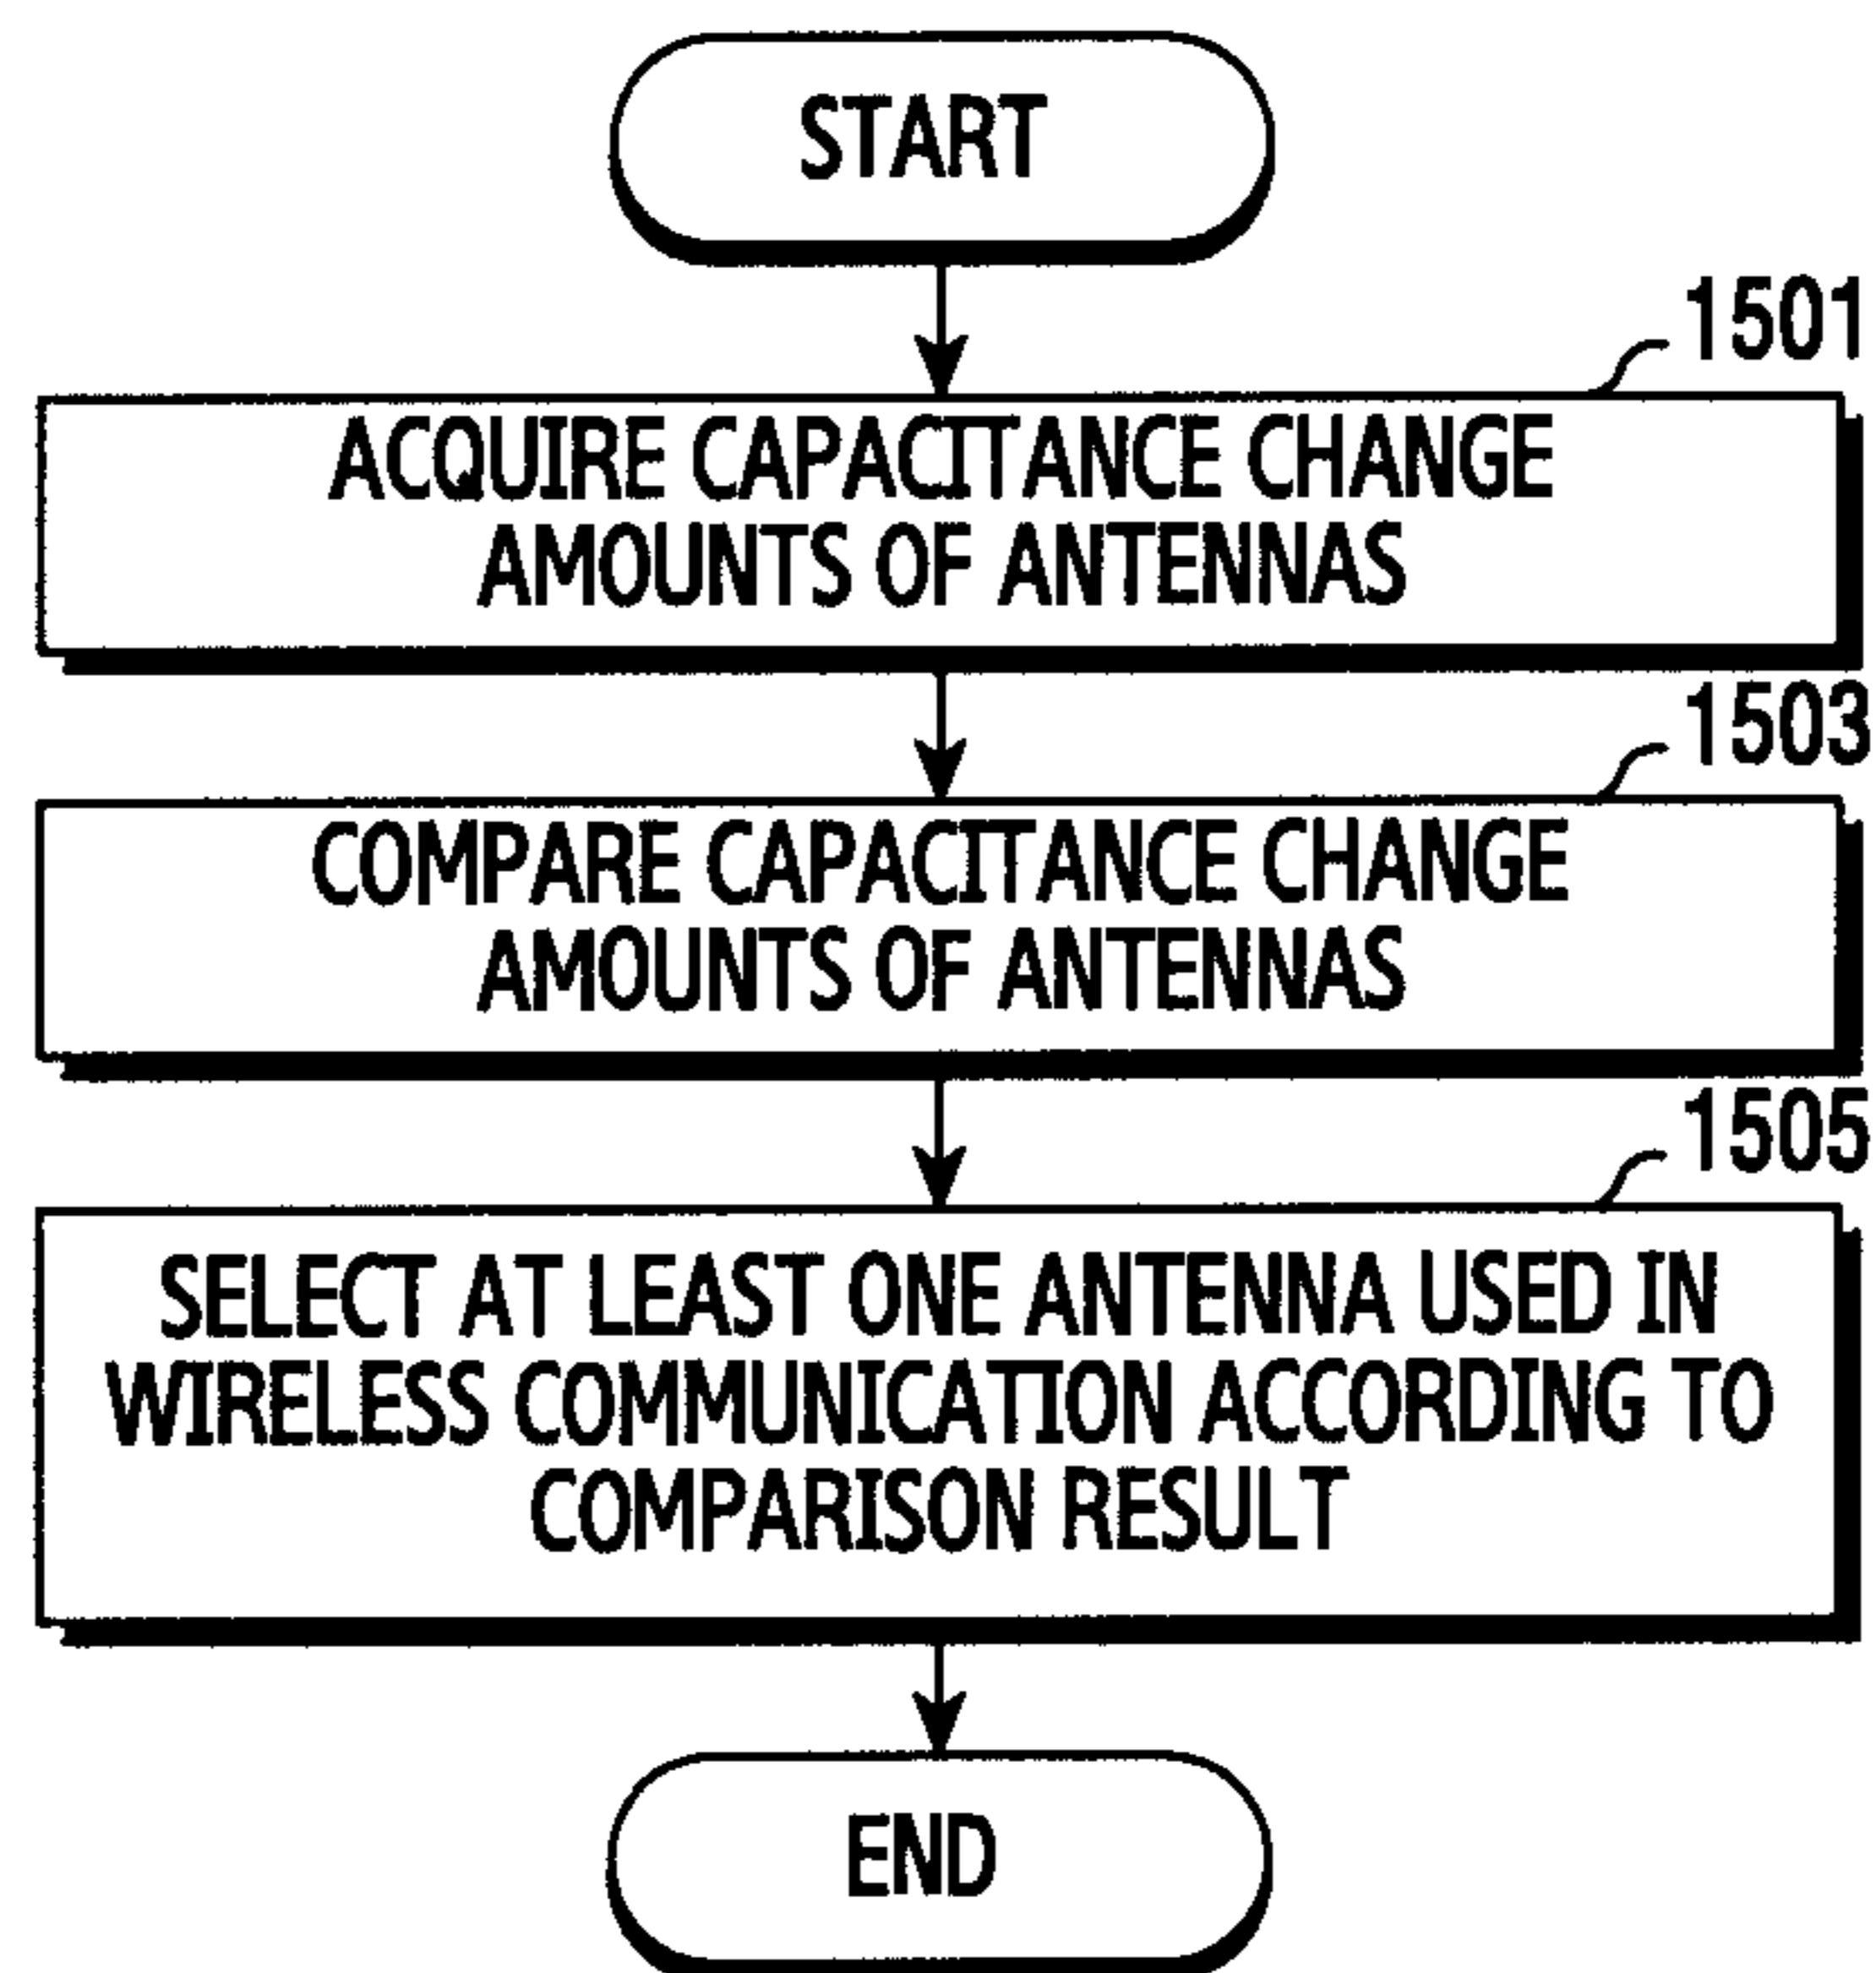 START
1501
ACQUIRE CAPACITANCE CHANGE
AMOUNTS OF ANTENNAS
1503
COMPARE CAPACITANCE CHANGE
AMOUNTS OF ANTENNAS
1505
SELECT AT LEAST ONE ANTENNA USED IN
WIRELESS COMMUNICATION ACCORDING TO
COMPARISON RESULT
END